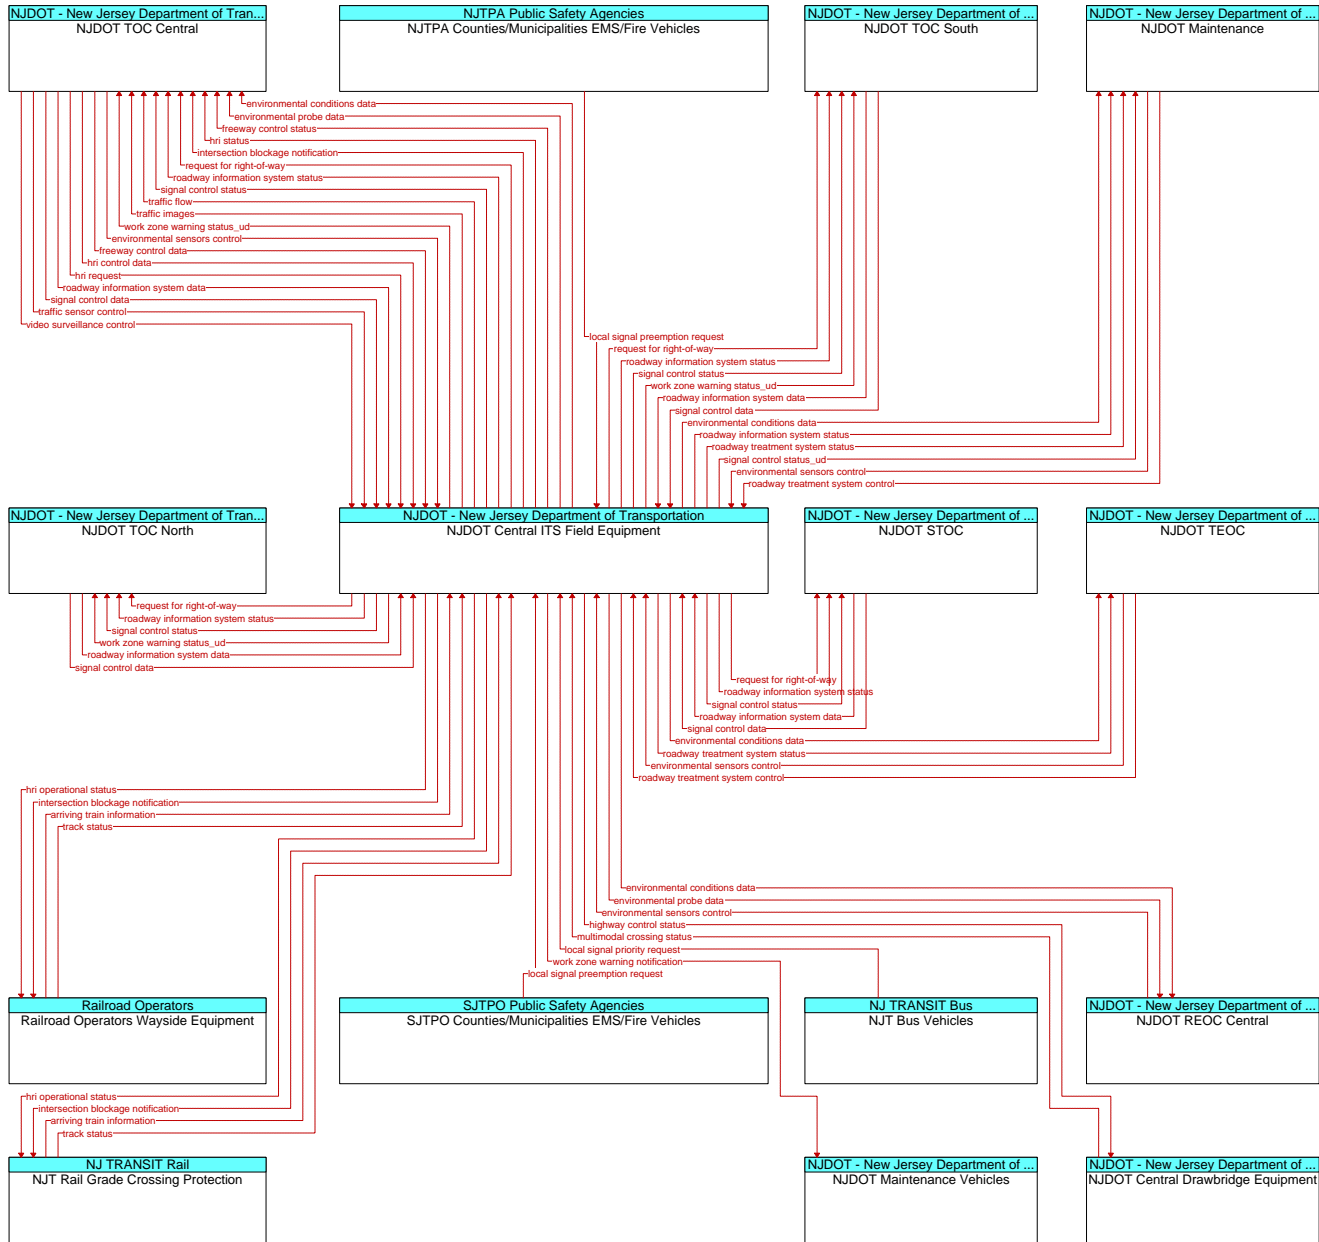 NJDOT - New Jersey Department of Tran...
NJDOT TOC Central
NJTPA Public Safety Agencies
NJTPA Counties/Municipalities EMS/Fire Vehicles
NJDOT - New Jersey Department of ...
NJDOT TOC South
NJDOT - New Jersey Department of ...
NJDOT Maintenance
environmental conditions data
environmental probe data
freeway control status
hri status
intersection blockage notification
request for right-of-way
roadway information system status
signal control status
traffic flow
traffic images
work zone warning status_ud
environmental sensors control
freeway control data
hri control data
hri request
roadway information system data
signal control data
traffic sensor control
video surveillance control
local signal preemption request
request for right-of-way
roadway information system status
signal control status
work zone warning status_ud
roadway information system data
signal control data
environmental conditions data
roadway information system status
roadway treatment system status
signal control status_ud
environmental sensors control
roadway treatment system control
NJDOT - New Jersey Department of Tran...
NJDOT TOC North
NJDOT - New Jersey Department of Transportation
NJDOT Central ITS Field Equipment
NJDOT - New Jersey Department of ...
NJDOT STOC
NJDOT - New Jersey Department of ...
NJDOT TEOC
request for right-of-way
roadway information system status
signal control status
work zone warning status_ud
roadway information system data
signal control data
request for right-of-way
roadway information system status
signal control status
roadway information system data
signal control data
environmental conditions data
roadway treatment system status
environmental sensors control
roadway treatment system control
hri operational status
intersection blockage notification
arriving train information
track status
environmental conditions data
environmental probe data
environmental sensors control
highway control status
multimodal crossing status
local signal priority request
work zone warning notification
local signal preemption request
Railroad Operators
Railroad Operators Wayside Equipment
SJTPO Public Safety Agencies
SJTPO Counties/Municipalities EMS/Fire Vehicles
NJ TRANSIT Bus
NJT Bus Vehicles
NJDOT - New Jersey Department of ...
NJDOT REOC Central
hri operational status
intersection blockage notification
arriving train information
track status
NJ TRANSIT Rail
NJT Rail Grade Crossing Protection
NJDOT - New Jersey Department of ...
NJDOT Maintenance Vehicles
NJDOT - New Jersey Department of ...
NJDOT Central Drawbridge Equipment